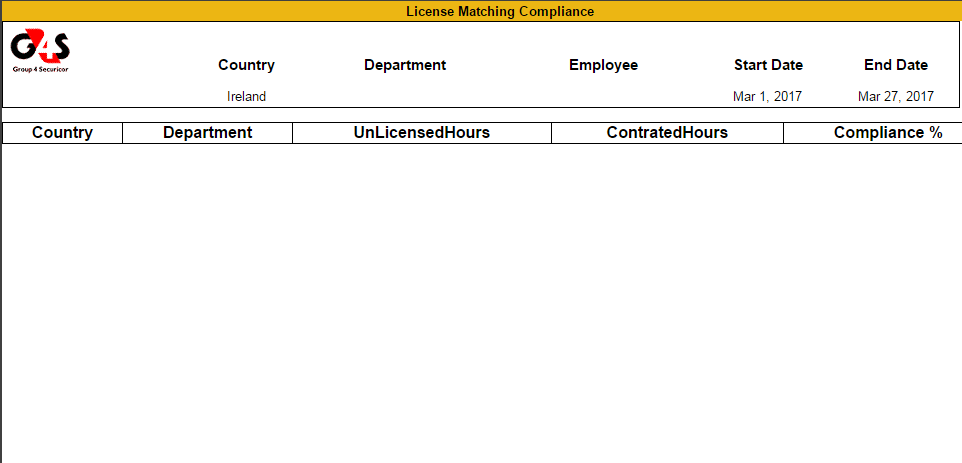 License Matching Compliance
G4S
Group 4 Securicor
Country Department Employee Start Date End Date
Ireland Mar 1, 2017 Mar 27, 2017
Country Department UnLicensedHours ContratedHours Compliance %